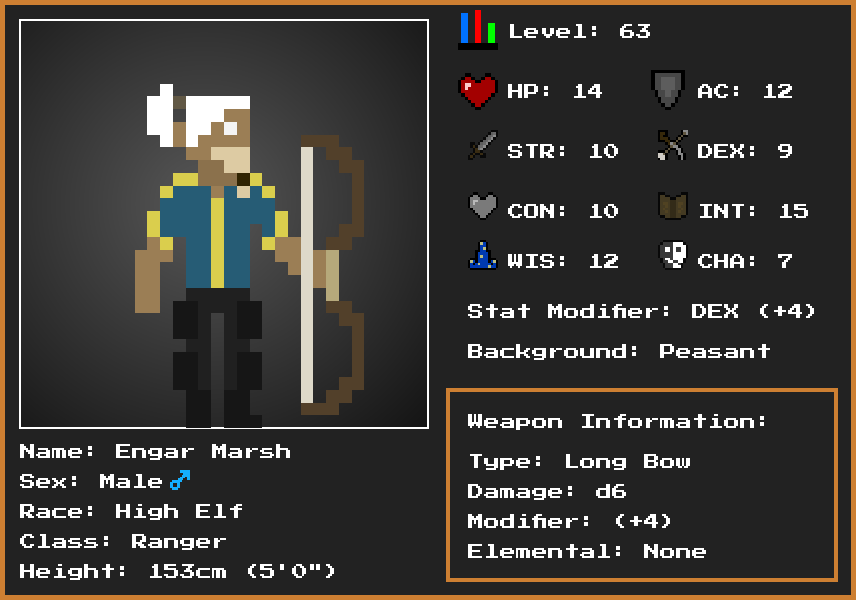 Level: 63
HP: 14
AC: 12
STR: 10
DEX: 9
CON: 10
INT: 15
WIS: 12
CHA: 7
Stat Modifier: DEX (+4)
Background: Peasant
Weapon Information:
Type: Long Bow
Damage: d6
Modifier: (+4)
Elemental: None
Name: Engar Marsh
Sex: Male ♂
Race: High Elf
Class: Ranger
Height: 153cm (5'0")